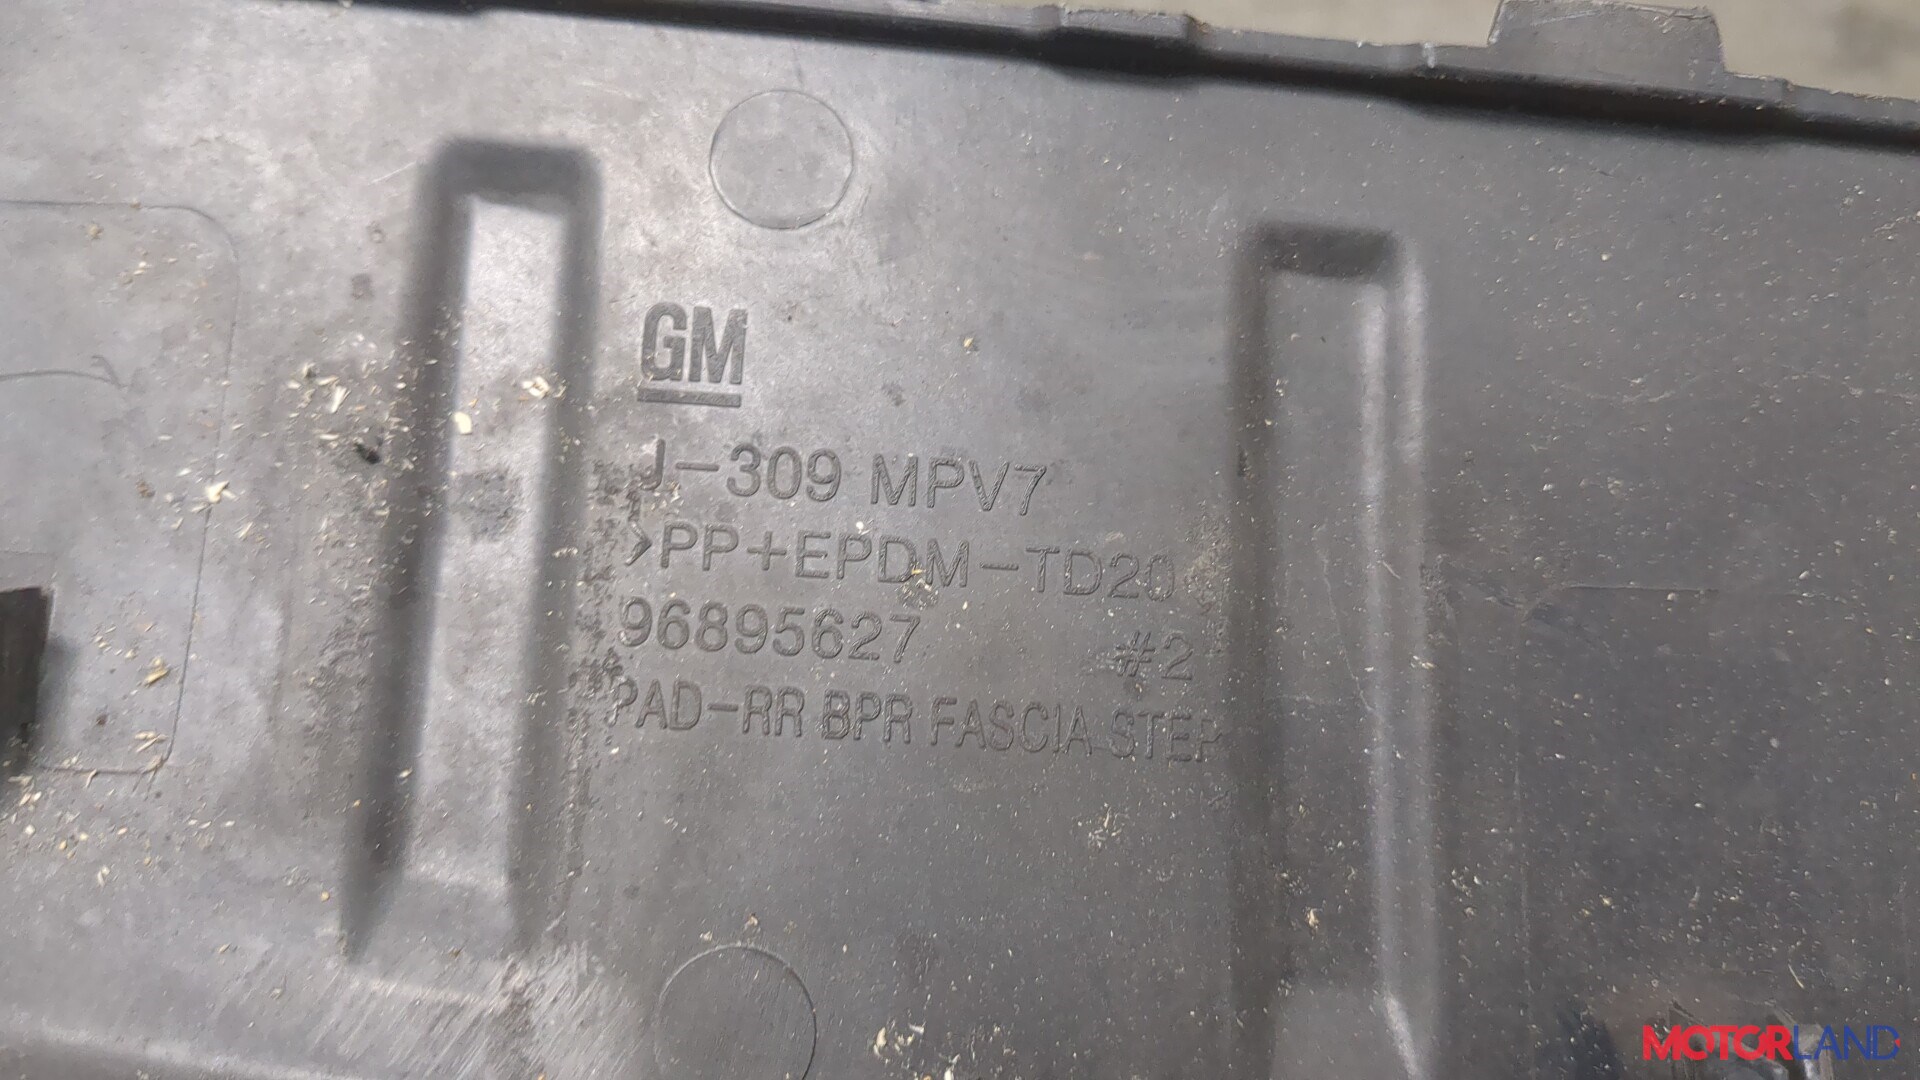 GM
J-309 MPV7
>PP+EPDM-TD20
96895627 #2
PAD-RR BPR FASCIA STEP
MOTORLAND